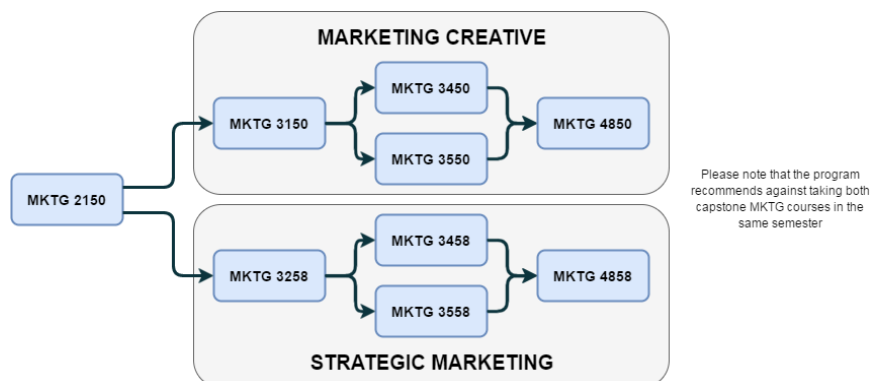 MARKETING CREATIVE
MKTG 3450
MKTG 3150
MKTG 4850
MKTG 3550
MKTG 2150
Please note that the program
recommends against taking both
capstone MKTG courses in the
same semester
MKTG 3458
MKTG 3258
MKTG 4858
MKTG 3558
STRATEGIC MARKETING